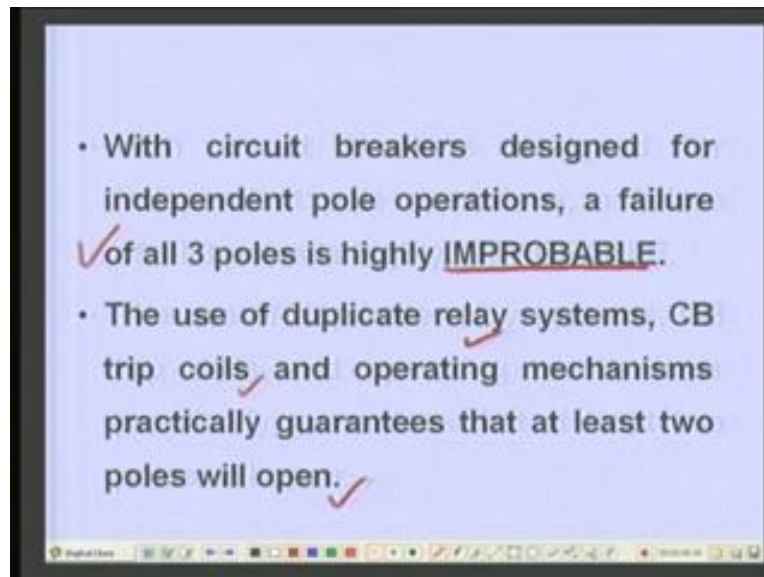 • With circuit breakers designed for
independent pole operations, a failure
of all 3 poles is highly IMPROBABLE.
• The use of duplicate relay systems, CB
trip coils and operating mechanisms
practically guarantees that at least two
poles will open.